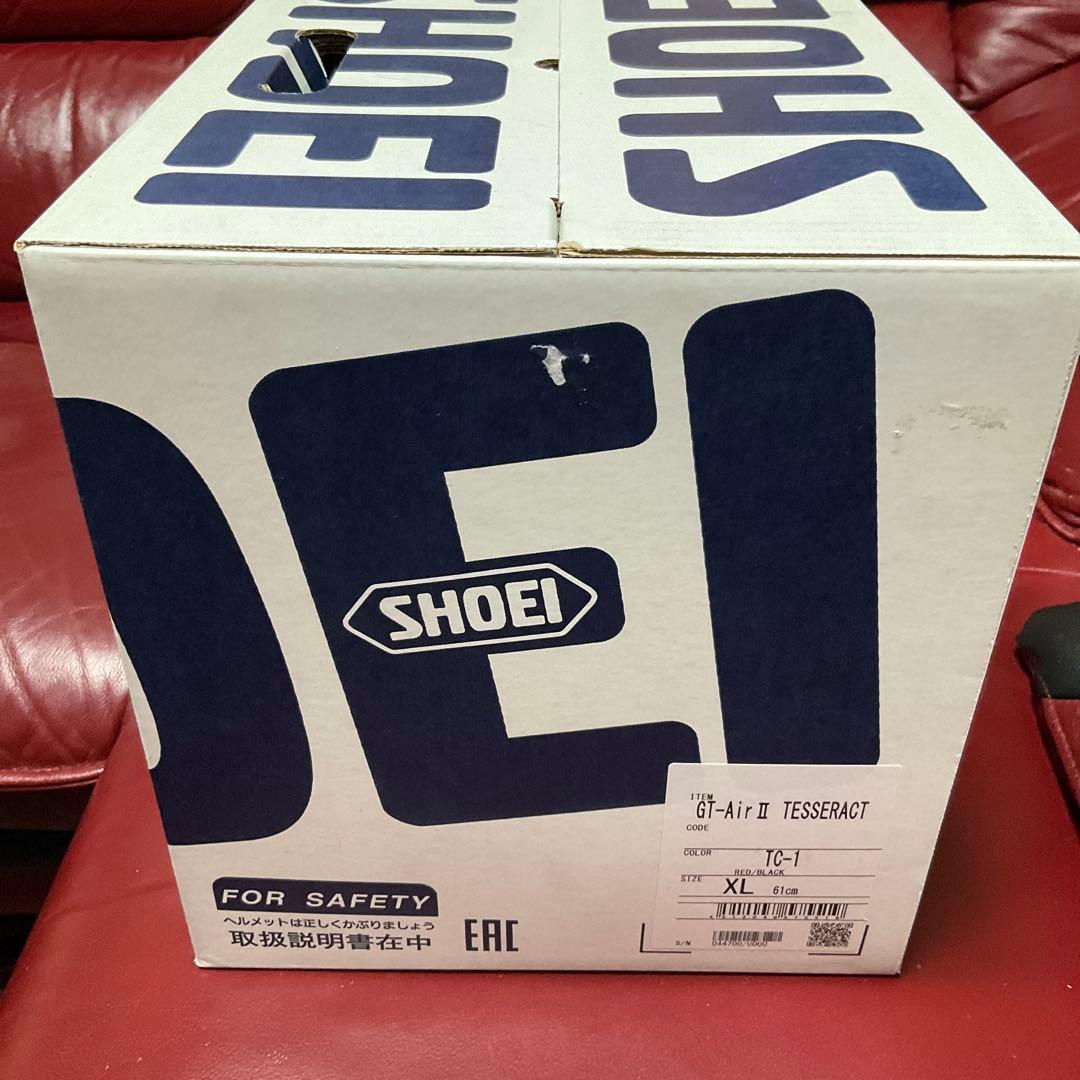 SHOEI
SHOEI
OEI
SHOEI
ITEM
GT-Air Ⅱ TESSERACT
CODE
COLOR
TC-1
RED/BLACK
SIZE
XL 61cm
S/N
FOR SAFETY
ヘルメットは正しくかぶりましょう
取扱説明書在中
EAC